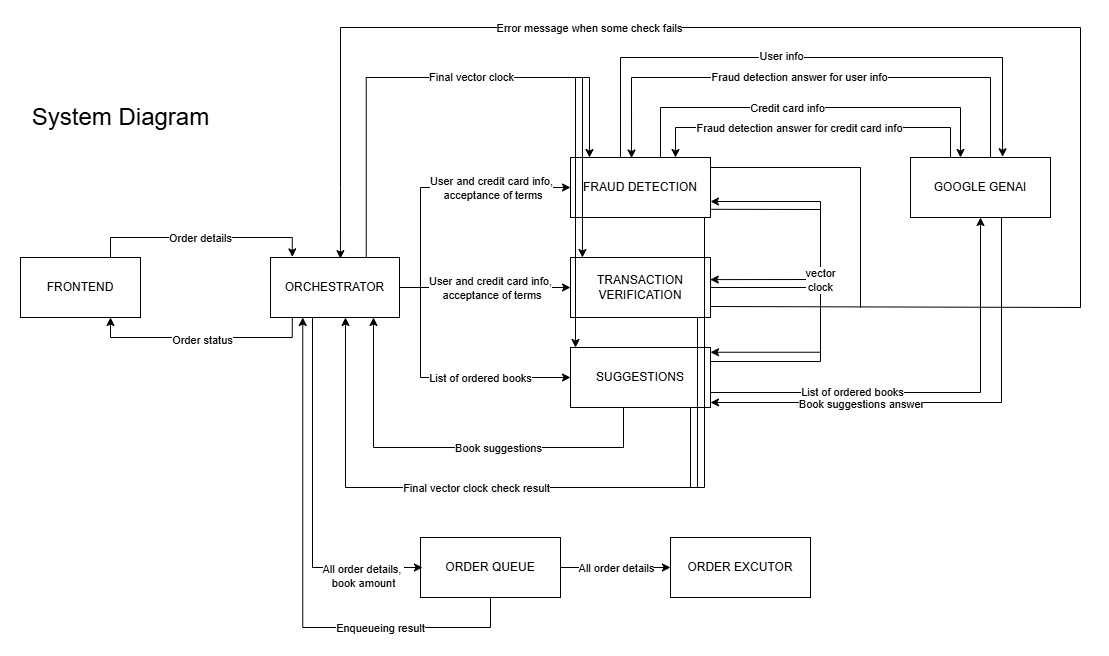 Error message when some check fails
User info
Final vector clock
Fraud detection answer for user info
System Diagram
Credit card info
Fraud detection answer for credit card info
User and credit card info,
acceptance of terms
FRAUD DETECTION
GOOGLE GENAI
Order details
FRONTEND
ORCHESTRATOR
User and credit card info,
acceptance of terms
TRANSACTION
VERIFICATION
vector
clock
Order status
List of ordered books
SUGGESTIONS
List of ordered books
Book suggestions answer
Book suggestions
Final vector clock check result
All order details,
book amount
ORDER QUEUE
All order details
ORDER EXCUTOR
Enqueueing result